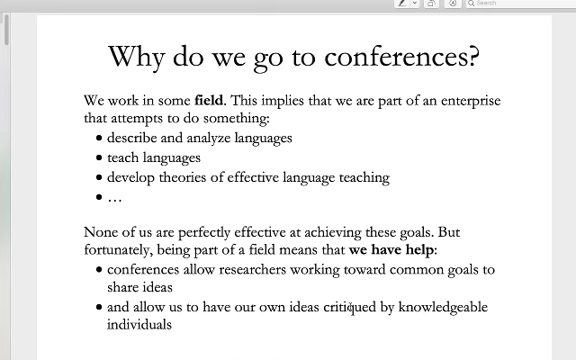 Search
Why do we go to conferences?
We work in some field. This implies that we are part of an enterprise
that attempts to do something:
• describe and analyze languages
• teach languages
• develop theories of effective language teaching
• …
None of us are perfectly effective at achieving these goals. But
fortunately, being part of a field means that we have help:
• conferences allow researchers working toward common goals to
share ideas
• and allow us to have our own ideas critiqued by knowledgeable
individuals